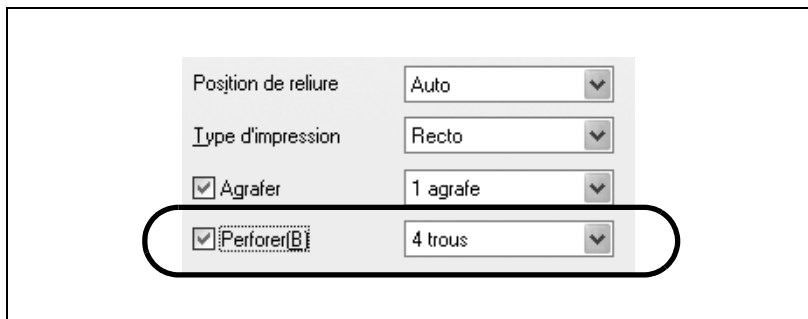 Position de reliure Auto
Type d'impression Recto
Agrafer 1 agrafe
Perforer(B) 4 trous